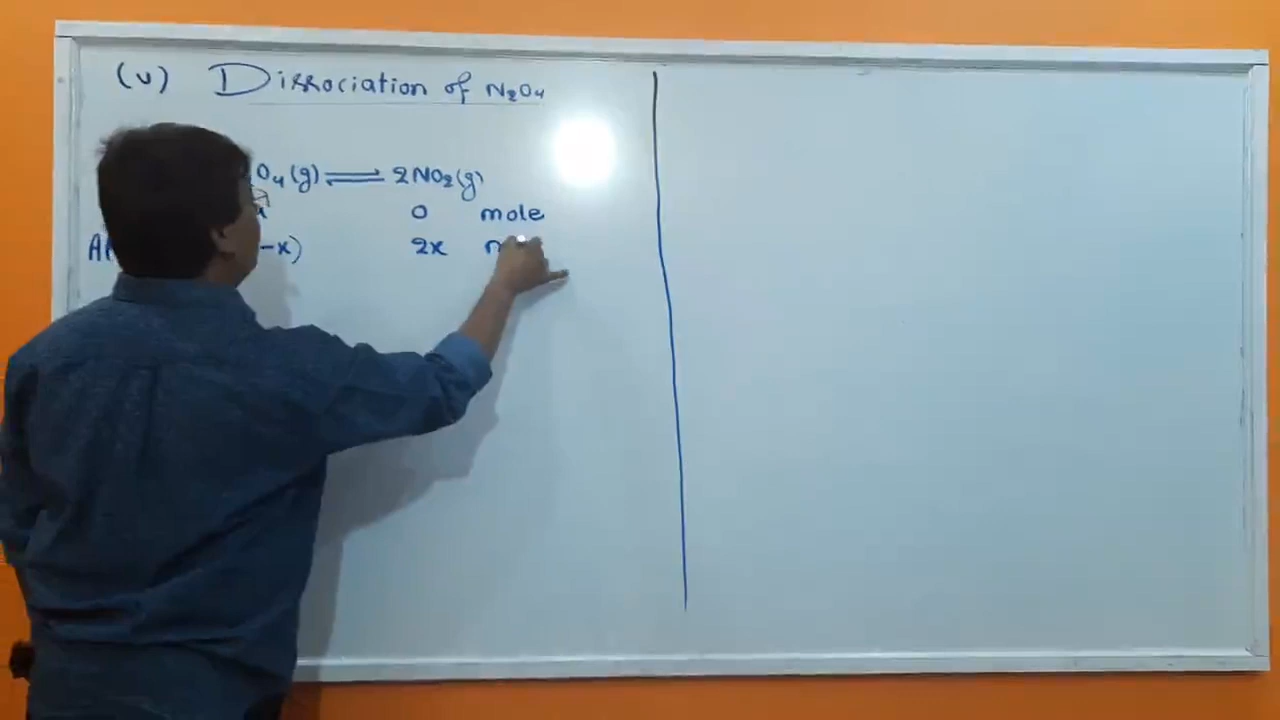 (v) Dissociation of N₂O₄
O₄(g) ⇌ 2NO₂(g)
0 mole
-x) 2x